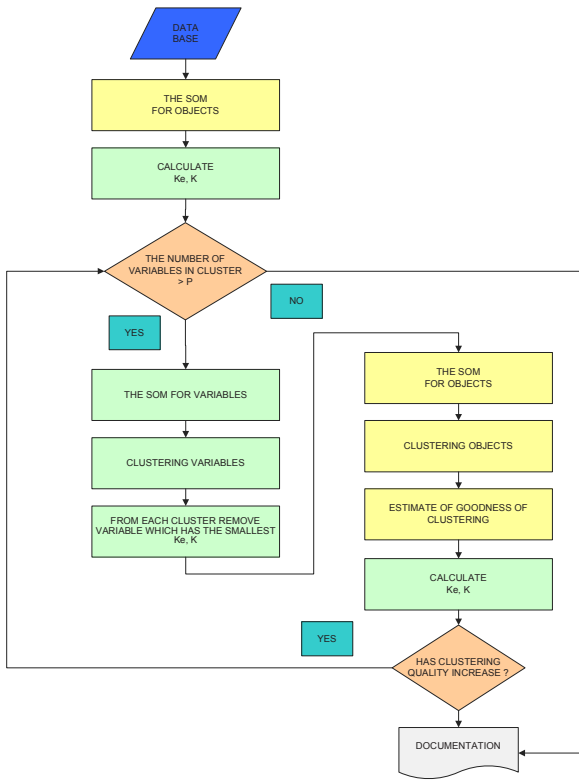 DATA
BASE
THE SOM
FOR OBJECTS
CALCULATE
Ke, K
THE NUMBER OF
VARIABLES IN CLUSTER
> P
NO
YES
THE SOM FOR VARIABLES
CLUSTERING VARIABLES
FROM EACH CLUSTER REMOVE
VARIABLE WHICH HAS THE SMALLEST
Ke, K
THE SOM
FOR OBJECTS
CLUSTERING OBJECTS
ESTIMATE OF GOODNESS OF
CLUSTERING
CALCULATE
Ke, K
YES
HAS CLUSTERING
QUALITY INCREASE ?
DOCUMENTATION